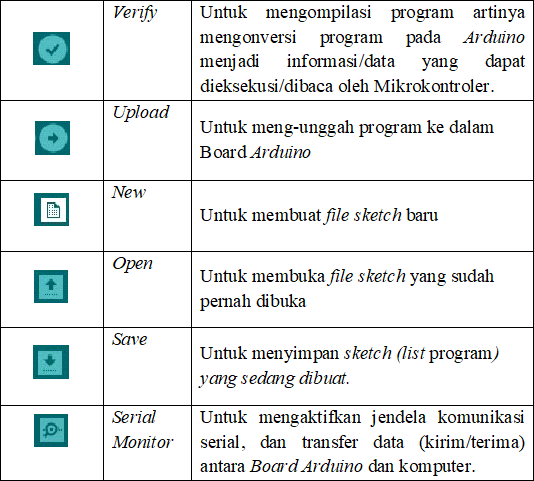 Verify
Untuk mengompilasi program artinya
mengonversi program pada Arduino
menjadi informasi/data yang dapat
dieksekusi/dibaca oleh Mikrokontroler.
Upload
Untuk meng-unggah program ke dalam
Board Arduino
New
Untuk membuat file sketch baru
Open
Untuk membuka file sketch yang sudah
pernah dibuka
Save
Untuk menyimpan sketch (list program)
yang sedang dibuat.
Serial
Monitor
Untuk mengaktifkan jendela komunikasi
serial, dan transfer data (kirim/terima)
antara Board Arduino dan komputer.